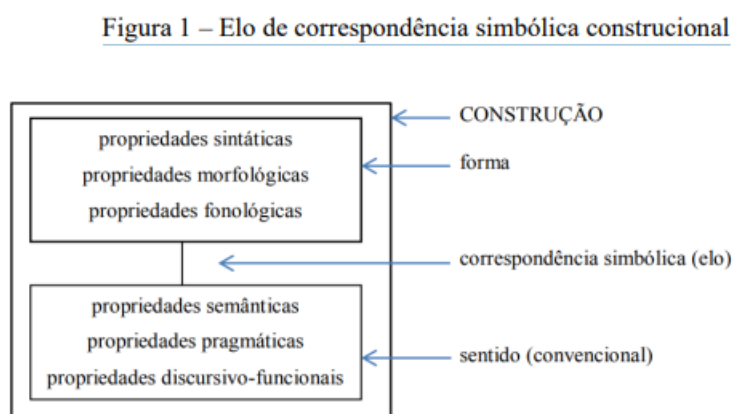 Figura 1 – Elo de correspondência simbólica construcional
CONSTRUÇÃO
propriedades sintáticas
propriedades morfológicas
propriedades fonológicas
forma
correspondência simbólica (elo)
propriedades semânticas
propriedades pragmáticas
propriedades discursivo-funcionais
sentido (convencional)